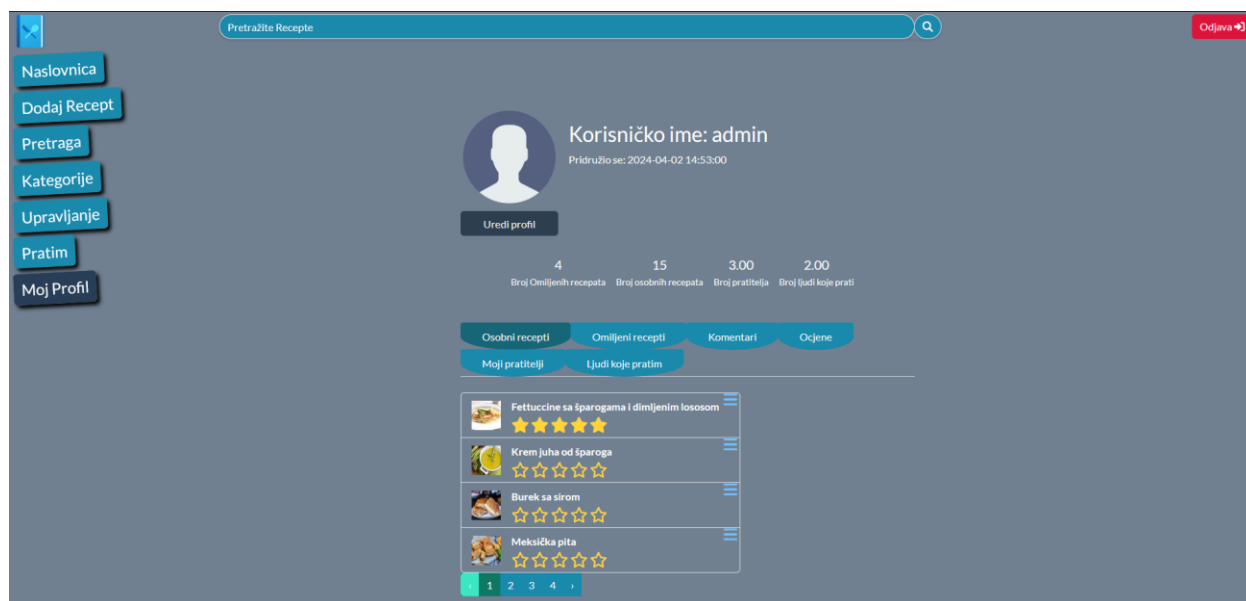 Pretražite Recepte
Odjava
Naslovnica
Dodaj Recept
Pretraga
Kategorije
Upravljanje
Pratim
Moj Profil
Korisničko ime: admin
Pridružio se: 2024-04-02 14:53:00
Uredi profil
4 15 3.00 2.00
Broj Omiljenih recepata Broj osobnih recepata Broj pratitelja Broj ljudi koje prati
Osobni recepti Omiljeni recepti Komentari Ocjene
Moji pratitelji Ljudi koje pratim
Fettuccine sa šparogama i dimljenim lososom
Krem juha od šparoga
Burek sa sirom
Meksička pita
‹ 1 2 3 4 ›